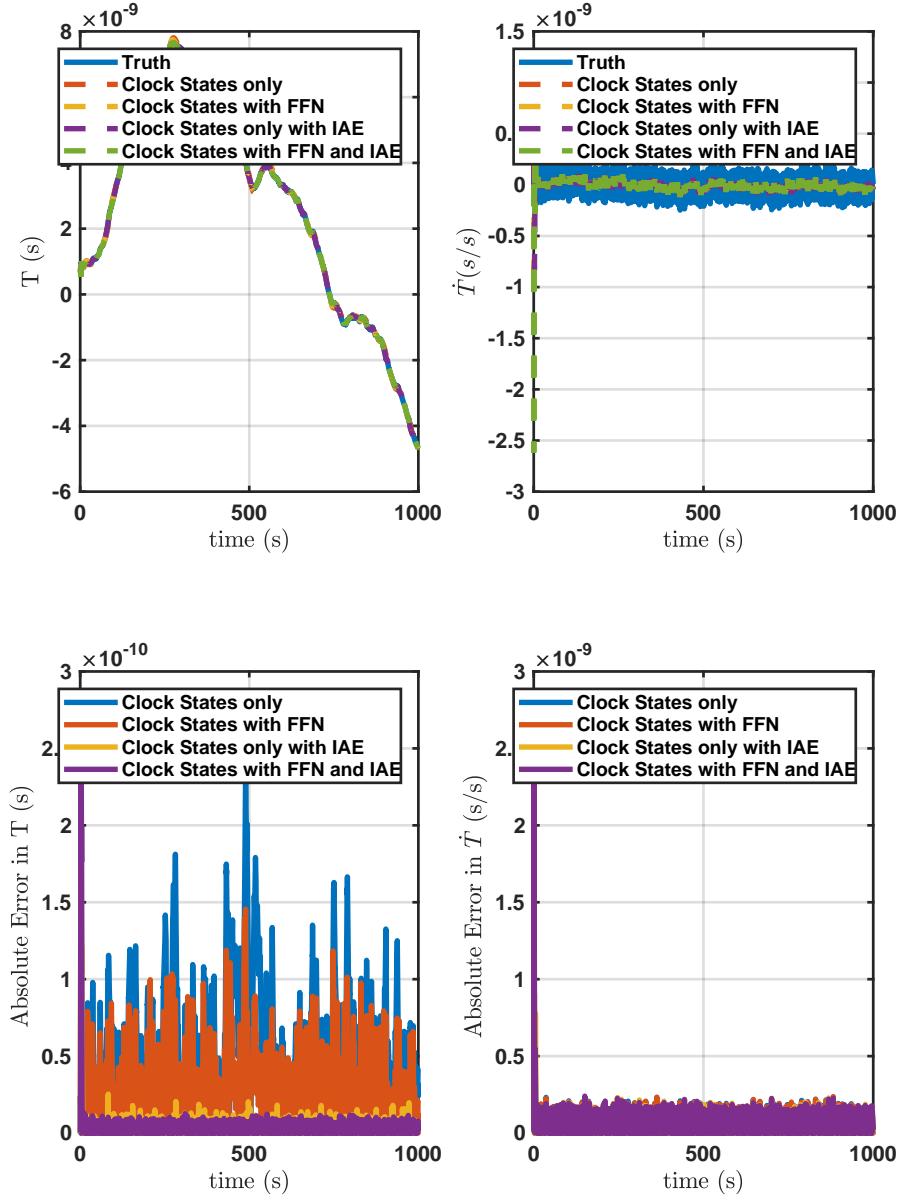 ×10⁻⁹
8
4
2
0
-2
-4
-6
T (s)
0
500
1000
time (s)
Truth
Clock States only
Clock States with FFN
Clock States only with IAE
Clock States with FFN and IAE
×10⁻⁹
1.5
0.
0
-0.5
-1
-1.5
-2
-2.5
-3
Ṫ(s/s)
0
500
1000
time (s)
Truth
Clock States only
Clock States with FFN
Clock States only with IAE
Clock States with FFN and IAE
×10⁻¹⁰
3
2.
2
1.5
1
0.5
0
Absolute Error in T (s)
0
500
1000
time (s)
Clock States only
Clock States with FFN
Clock States only with IAE
Clock States with FFN and IAE
×10⁻⁹
3
2.
2
1.5
1
0.5
0
Absolute Error in Ṫ (s/s)
0
500
1000
time (s)
Clock States only
Clock States with FFN
Clock States only with IAE
Clock States with FFN and IAE